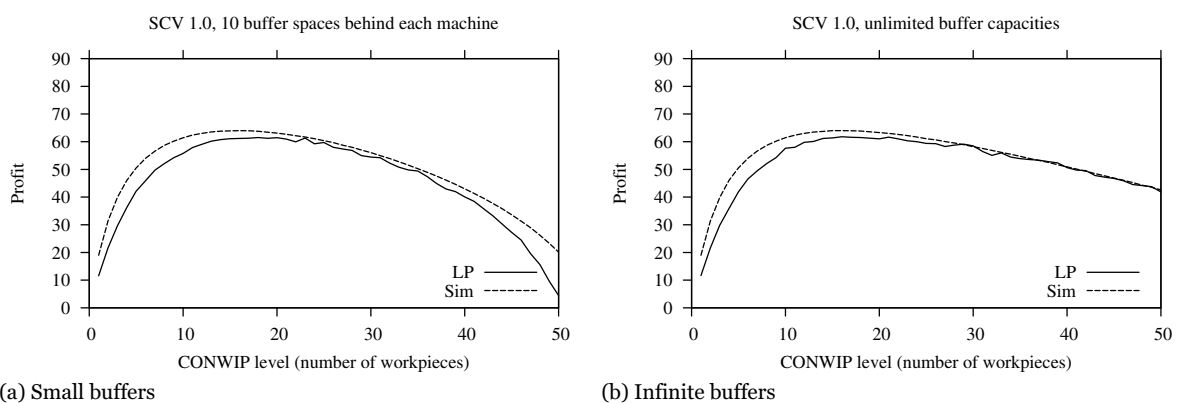 SCV 1.0, 10 buffer spaces behind each machine
90
80
70
60
50
40
30
20
10
0
Profit
LP
Sim
0 10 20 30 40 50
CONWIP level (number of workpieces)
(a) Small buffers
SCV 1.0, unlimited buffer capacities
90
80
70
60
50
40
30
20
10
0
Profit
LP
Sim
0 10 20 30 40 50
CONWIP level (number of workpieces)
(b) Infinite buffers